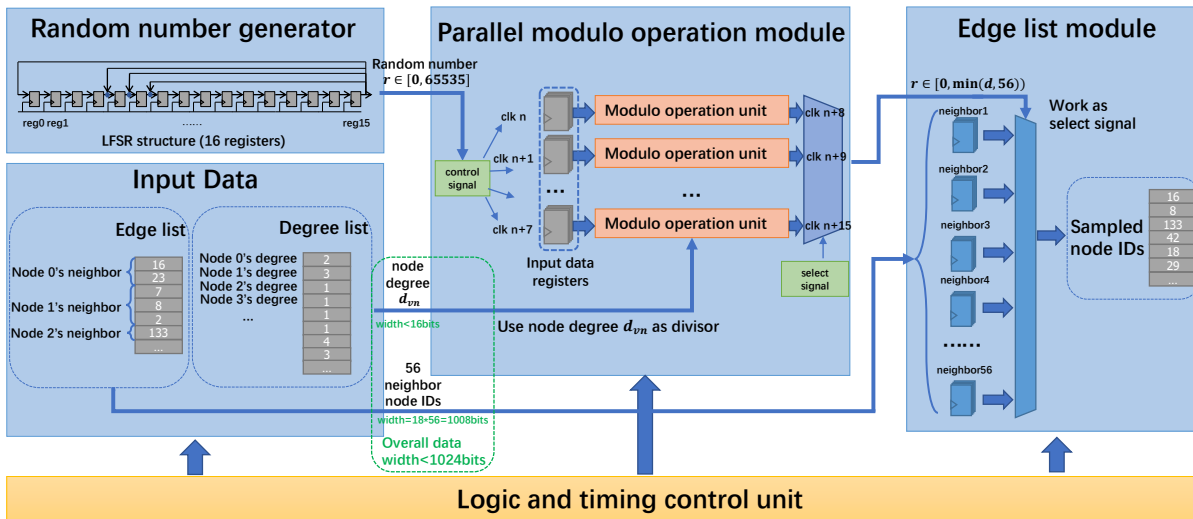 Random number generator
reg0 reg1
......
reg15
LFSR structure (16 registers)
Random number
r ∈ [0, 65535]
Input Data
Edge list
Node 0's neighbor
Node 1's neighbor
Node 2's neighbor
16
23
7
8
2
133
...
Degree list
Node 0's degree
Node 1's degree
Node 2's degree
Node 3's degree
...
2
3
1
1
1
1
4
3
...
node
degree
d_vn
width<16bits
56
neighbor
node IDs
width=18*56=1008bits
Overall data
width<1024bits
Parallel modulo operation module
control
signal
clk n
clk n+1
clk n+7
...
Input data
registers
Modulo operation unit
Modulo operation unit
...
Modulo operation unit
clk n+8
clk n+9
clk n+15
select
signal
Use node degree d_vn as divisor
Edge list module
r ∈ [0, min(d, 56))
Work as
select signal
neighbor1
neighbor2
neighbor3
neighbor4
......
neighbor56
Sampled
node IDs
16
8
133
42
18
29
...
Logic and timing control unit